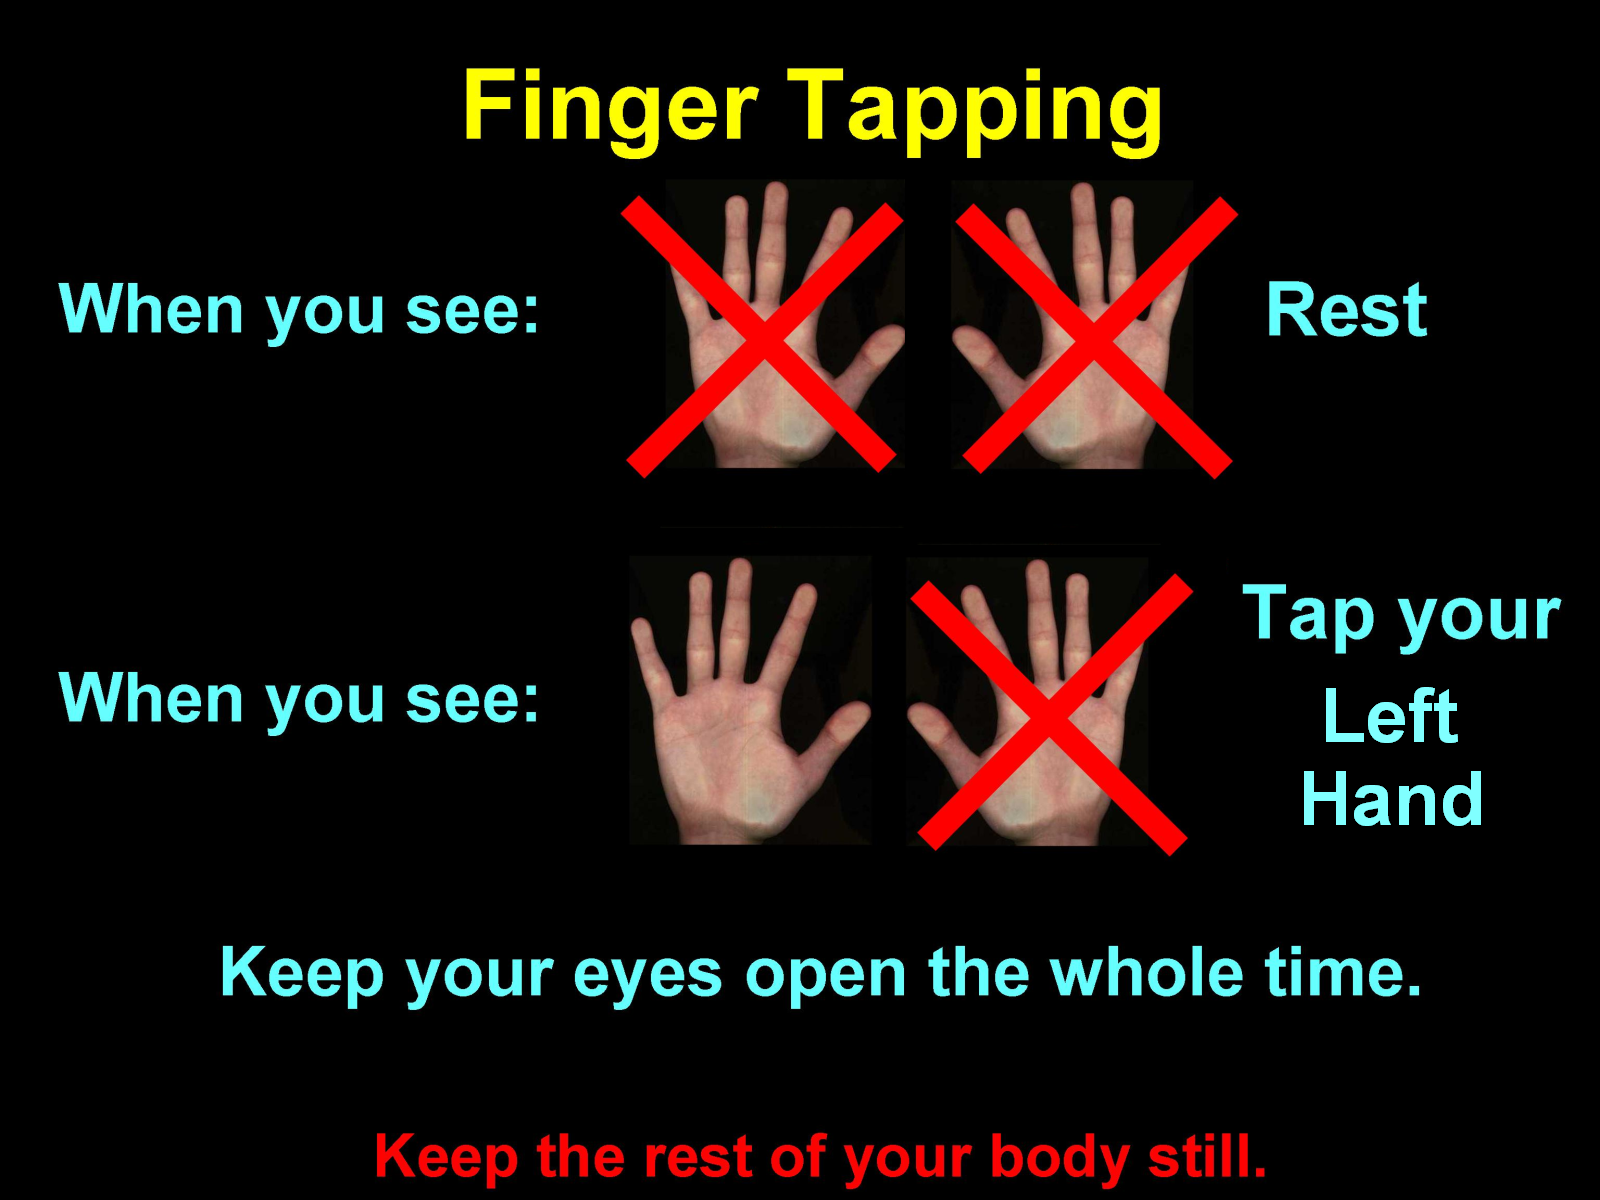 Finger Tapping
When you see:
Rest
When you see:
Tap your
Left
Hand
Keep your eyes open the whole time.
Keep the rest of your body still.